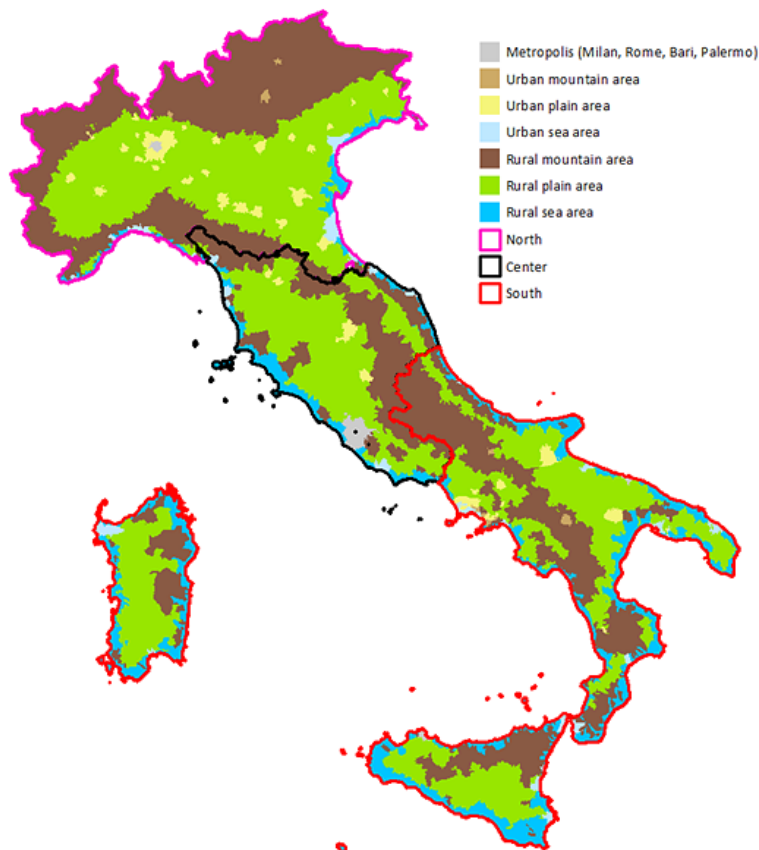 Metropolis (Milan, Rome, Bari, Palermo)
Urban mountain area
Urban plain area
Urban sea area
Rural mountain area
Rural plain area
Rural sea area
North
Center
South